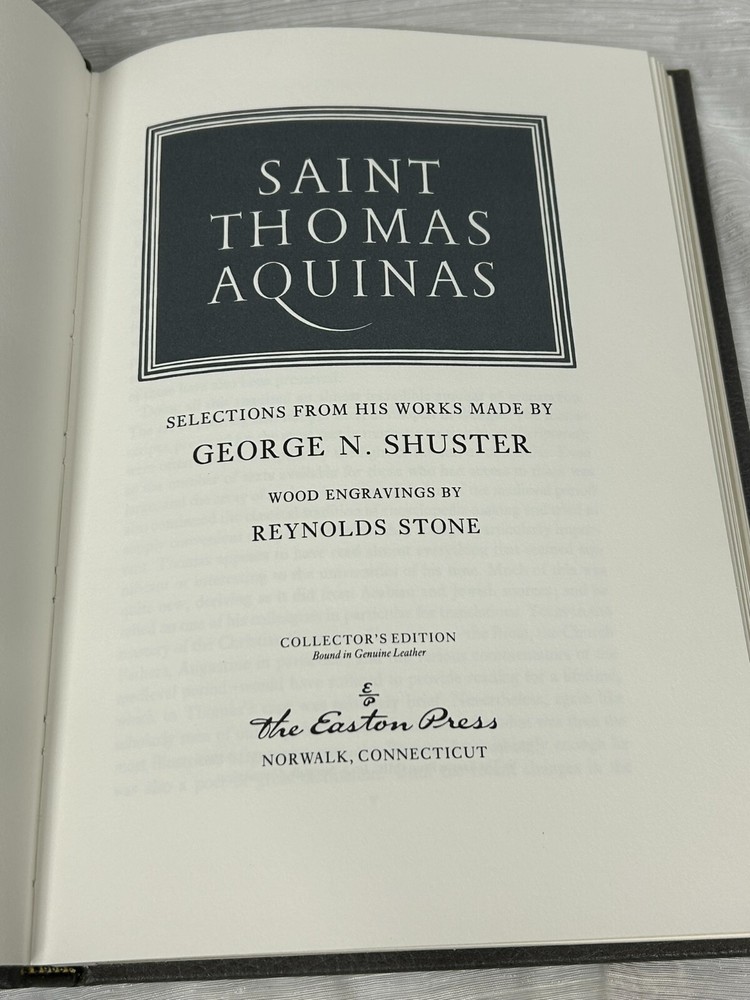 SAINT
THOMAS
AQUINAS
SELECTIONS FROM HIS WORKS MADE BY
GEORGE N. SHUSTER
WOOD ENGRAVINGS BY
REYNOLDS STONE
COLLECTOR'S EDITION
Bound in Genuine Leather
E
P
The Easton Press
NORWALK, CONNECTICUT